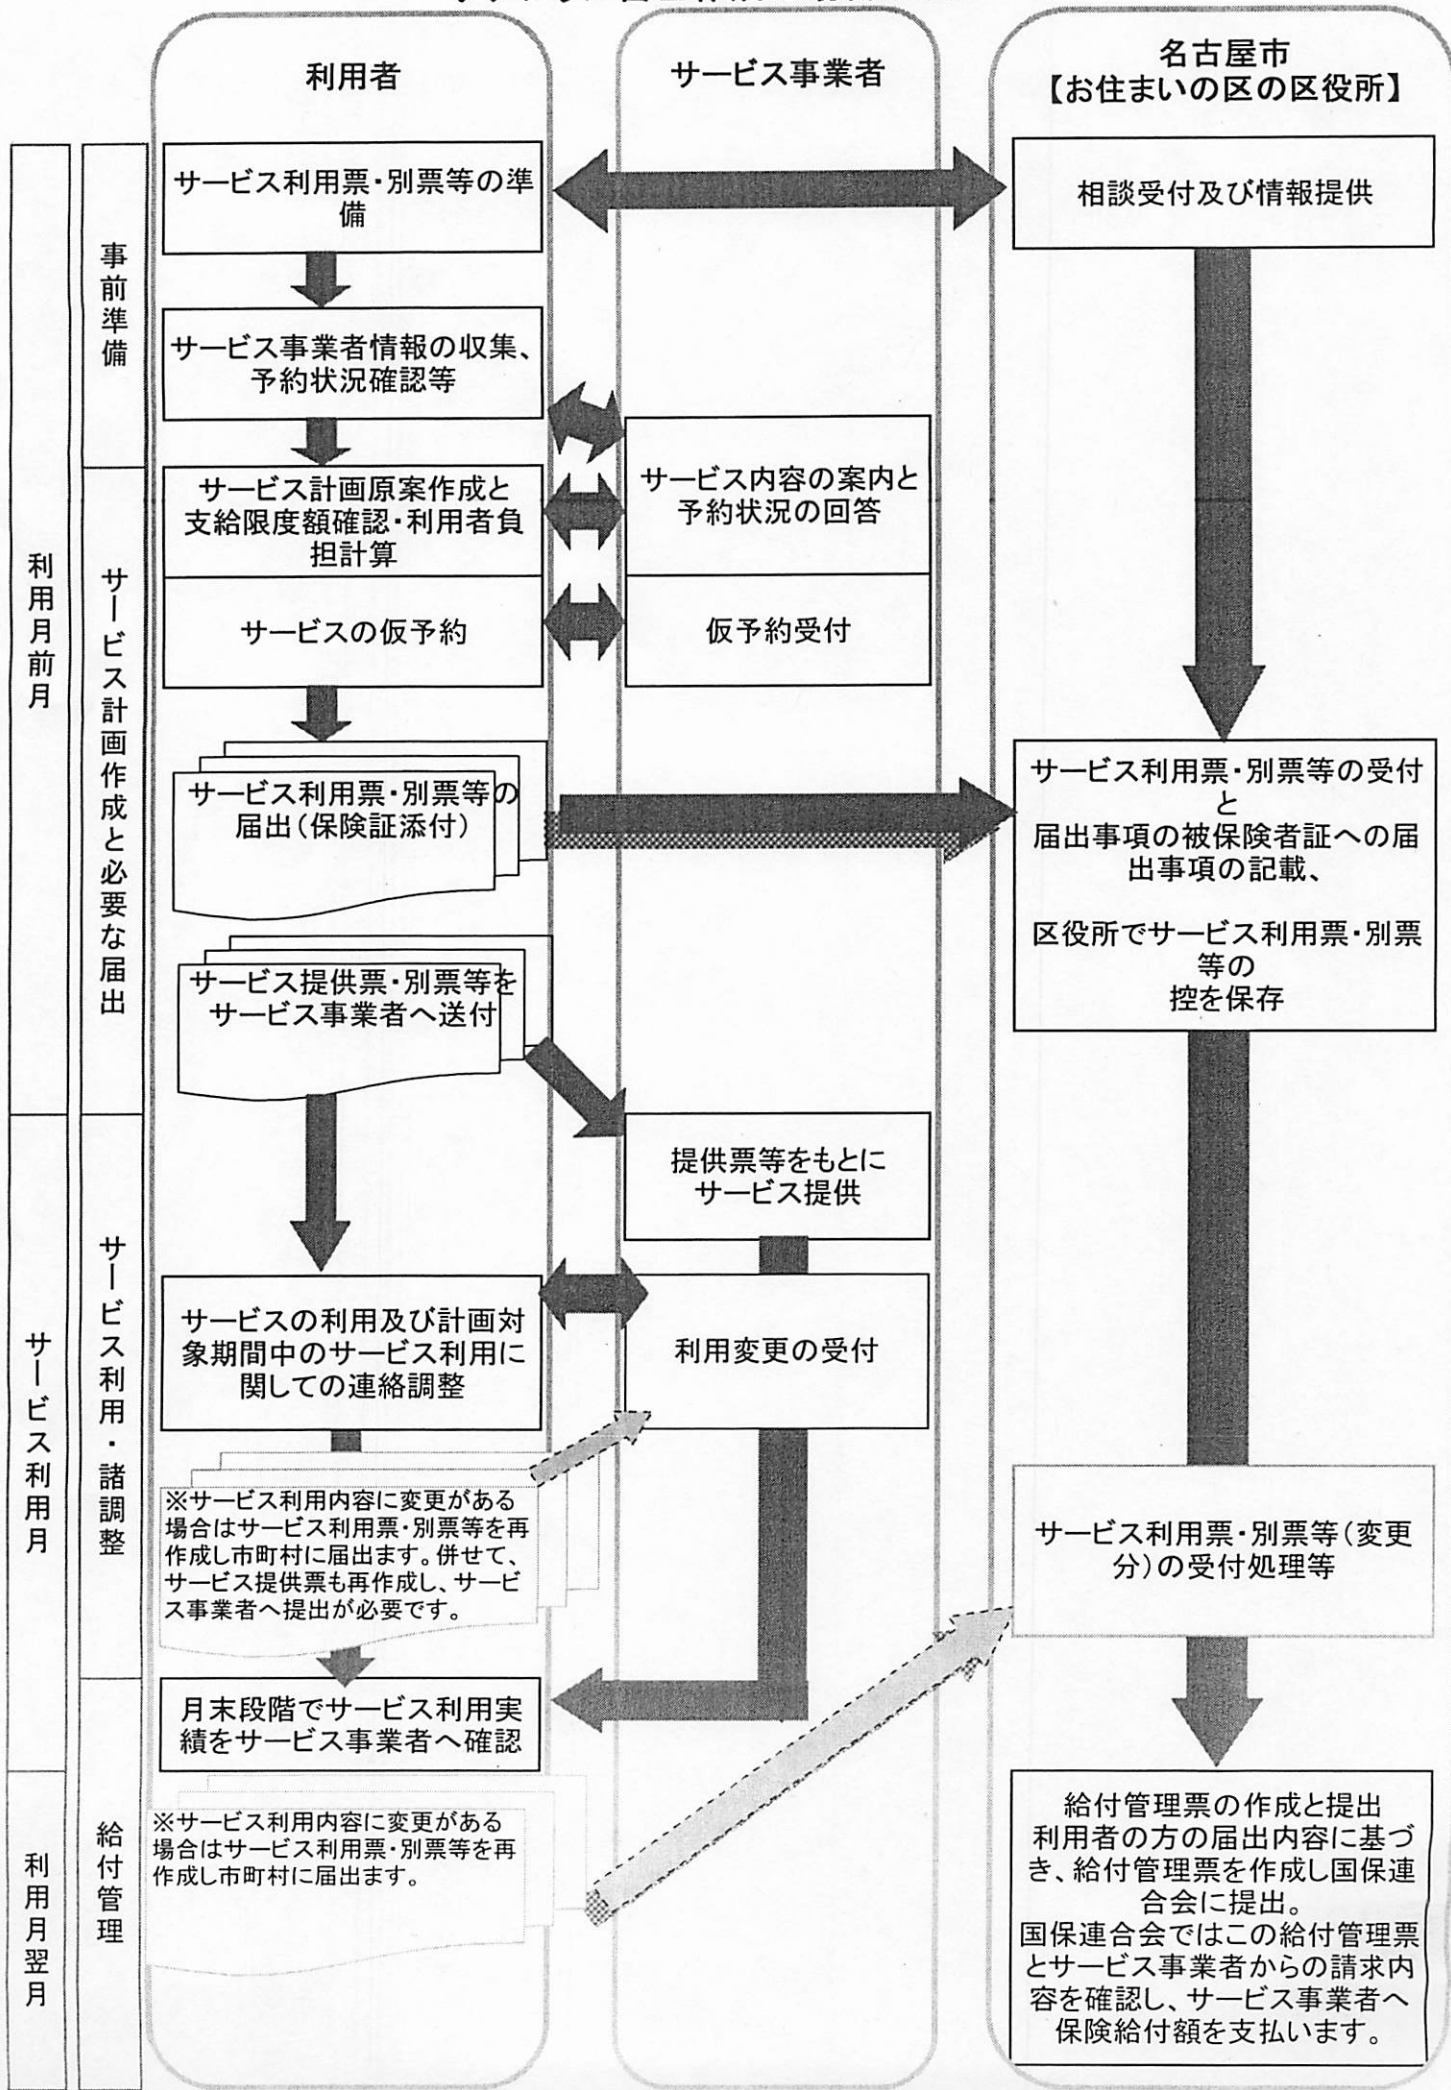 利用者
サービス事業者
名古屋市
【お住まいの区の区役所】
利用月前月
事前準備
サービス利用票・別票等の準
備
相談受付及び情報提供
サービス事業者情報の収集、
予約状況確認等
サービス計画作成と必要な届出
サービス計画原案作成と
支給限度額確認・利用者負
担計算
サービス内容の案内と
予約状況の回答
サービスの仮予約
仮予約受付
サービス利用票・別票等の
届出(保険証添付)
サービス利用票・別票等の受付
と
届出事項の被保険者証への届
出事項の記載、
区役所でサービス利用票・別票
等の
控を保存
サービス提供票・別票等を
サービス事業者へ送付
サービス利用月
サービス利用・諸調整
提供票等をもとに
サービス提供
サービスの利用及び計画対
象期間中のサービス利用に
関しての連絡調整
利用変更の受付
※サービス利用内容に変更がある
場合はサービス利用票・別票等を再
作成し市町村に届出ます。併せて、
サービス提供票も再作成し、サービ
ス事業者へ提出が必要です。
サービス利用票・別票等(変更
分)の受付処理等
給付管理
月末段階でサービス利用実
績をサービス事業者へ確認
利用月翌月
※サービス利用内容に変更がある
場合はサービス利用票・別票等を再
作成し市町村に届出ます。
給付管理票の作成と提出
利用者の方の届出内容に基づ
き、給付管理票を作成し国保連
合会に提出。
国保連合会ではこの給付管理票
とサービス事業者からの請求内
容を確認し、サービス事業者へ
保険給付額を支払います。